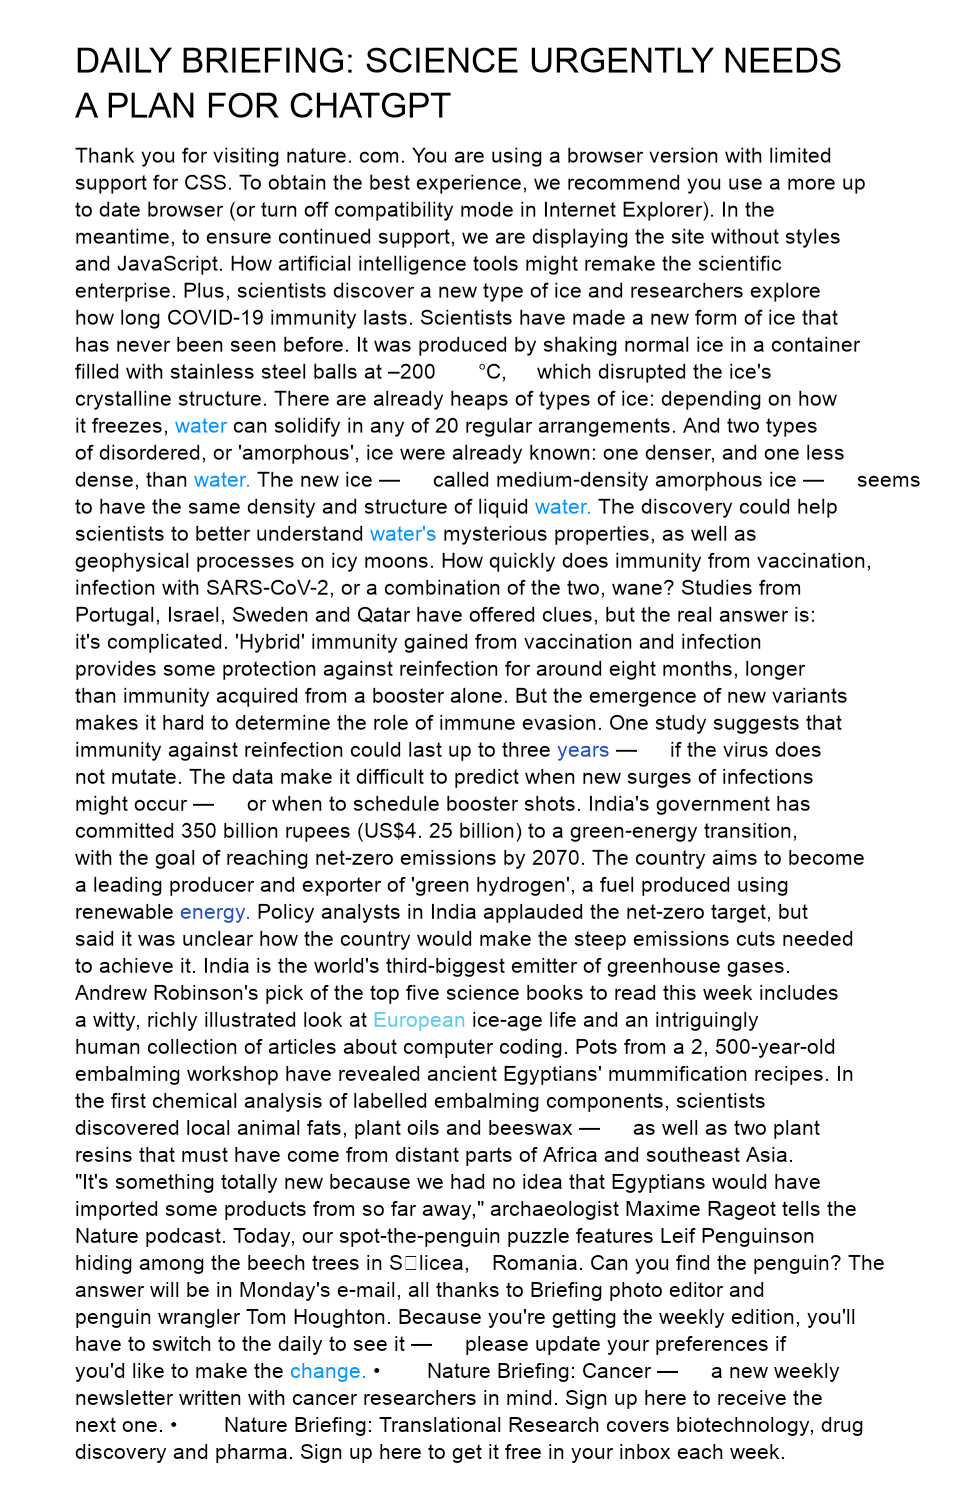 DAILY BRIEFING: SCIENCE URGENTLY NEEDS
A PLAN FOR CHATGPT
Thank you for visiting nature. com. You are using a browser version with limited
support for CSS. To obtain the best experience, we recommend you use a more up
to date browser (or turn off compatibility mode in Internet Explorer). In the
meantime, to ensure continued support, we are displaying the site without styles
and JavaScript. How artificial intelligence tools might remake the scientific
enterprise. Plus, scientists discover a new type of ice and researchers explore
how long COVID-19 immunity lasts. Scientists have made a new form of ice that
has never been seen before. It was produced by shaking normal ice in a container
filled with stainless steel balls at –200 °C, which disrupted the ice's
crystalline structure. There are already heaps of types of ice: depending on how
it freezes, water can solidify in any of 20 regular arrangements. And two types
of disordered, or 'amorphous', ice were already known: one denser, and one less
dense, than water. The new ice — called medium-density amorphous ice — seems
to have the same density and structure of liquid water. The discovery could help
scientists to better understand water's mysterious properties, as well as
geophysical processes on icy moons. How quickly does immunity from vaccination,
infection with SARS-CoV-2, or a combination of the two, wane? Studies from
Portugal, Israel, Sweden and Qatar have offered clues, but the real answer is:
it's complicated. 'Hybrid' immunity gained from vaccination and infection
provides some protection against reinfection for around eight months, longer
than immunity acquired from a booster alone. But the emergence of new variants
makes it hard to determine the role of immune evasion. One study suggests that
immunity against reinfection could last up to three years — if the virus does
not mutate. The data make it difficult to predict when new surges of infections
might occur — or when to schedule booster shots. India's government has
committed 350 billion rupees (US$4. 25 billion) to a green-energy transition,
with the goal of reaching net-zero emissions by 2070. The country aims to become
a leading producer and exporter of 'green hydrogen', a fuel produced using
renewable energy. Policy analysts in India applauded the net-zero target, but
said it was unclear how the country would make the steep emissions cuts needed
to achieve it. India is the world's third-biggest emitter of greenhouse gases.
Andrew Robinson's pick of the top five science books to read this week includes
a witty, richly illustrated look at European ice-age life and an intriguingly
human collection of articles about computer coding. Pots from a 2, 500-year-old
embalming workshop have revealed ancient Egyptians' mummification recipes. In
the first chemical analysis of labelled embalming components, scientists
discovered local animal fats, plant oils and beeswax — as well as two plant
resins that must have come from distant parts of Africa and southeast Asia.
"It's something totally new because we had no idea that Egyptians would have
imported some products from so far away," archaeologist Maxime Rageot tells the
Nature podcast. Today, our spot-the-penguin puzzle features Leif Penguinson
hiding among the beech trees in S□licea, Romania. Can you find the penguin? The
answer will be in Monday's e-mail, all thanks to Briefing photo editor and
penguin wrangler Tom Houghton. Because you're getting the weekly edition, you'll
have to switch to the daily to see it — please update your preferences if
you'd like to make the change. • Nature Briefing: Cancer — a new weekly
newsletter written with cancer researchers in mind. Sign up here to receive the
next one. • Nature Briefing: Translational Research covers biotechnology, drug
discovery and pharma. Sign up here to get it free in your inbox each week.